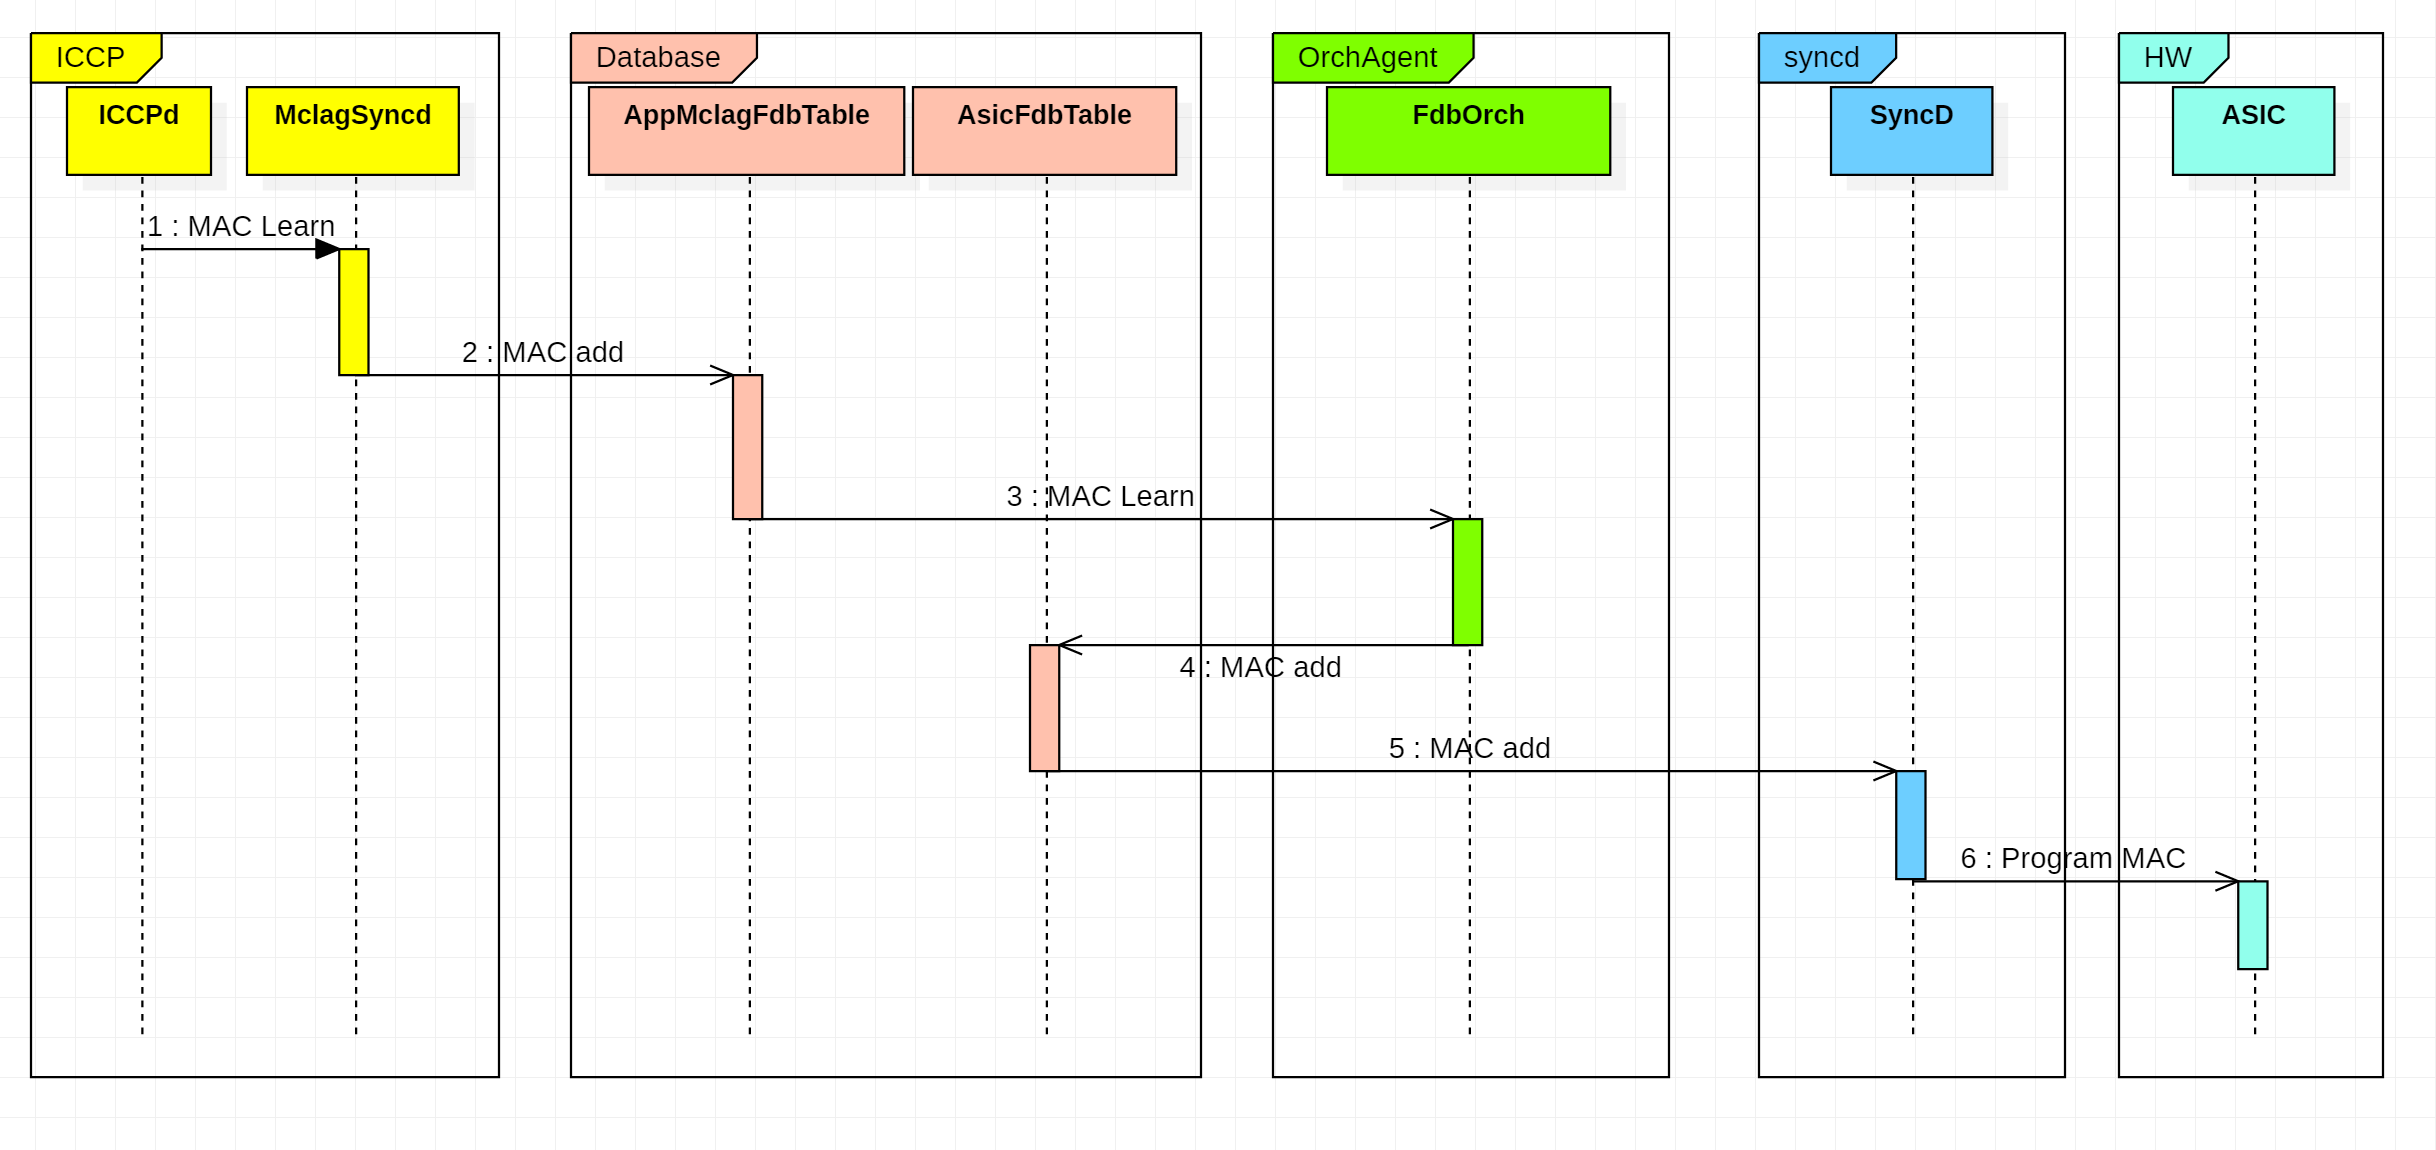 ICCP
Database
OrchAgent
syncd
HW
ICCPd
MclagSyncd
AppMclagFdbTable
AsicFdbTable
FdbOrch
SyncD
ASIC
1 : MAC Learn
2 : MAC add
3 : MAC Learn
4 : MAC add
5 : MAC add
6 : Program MAC